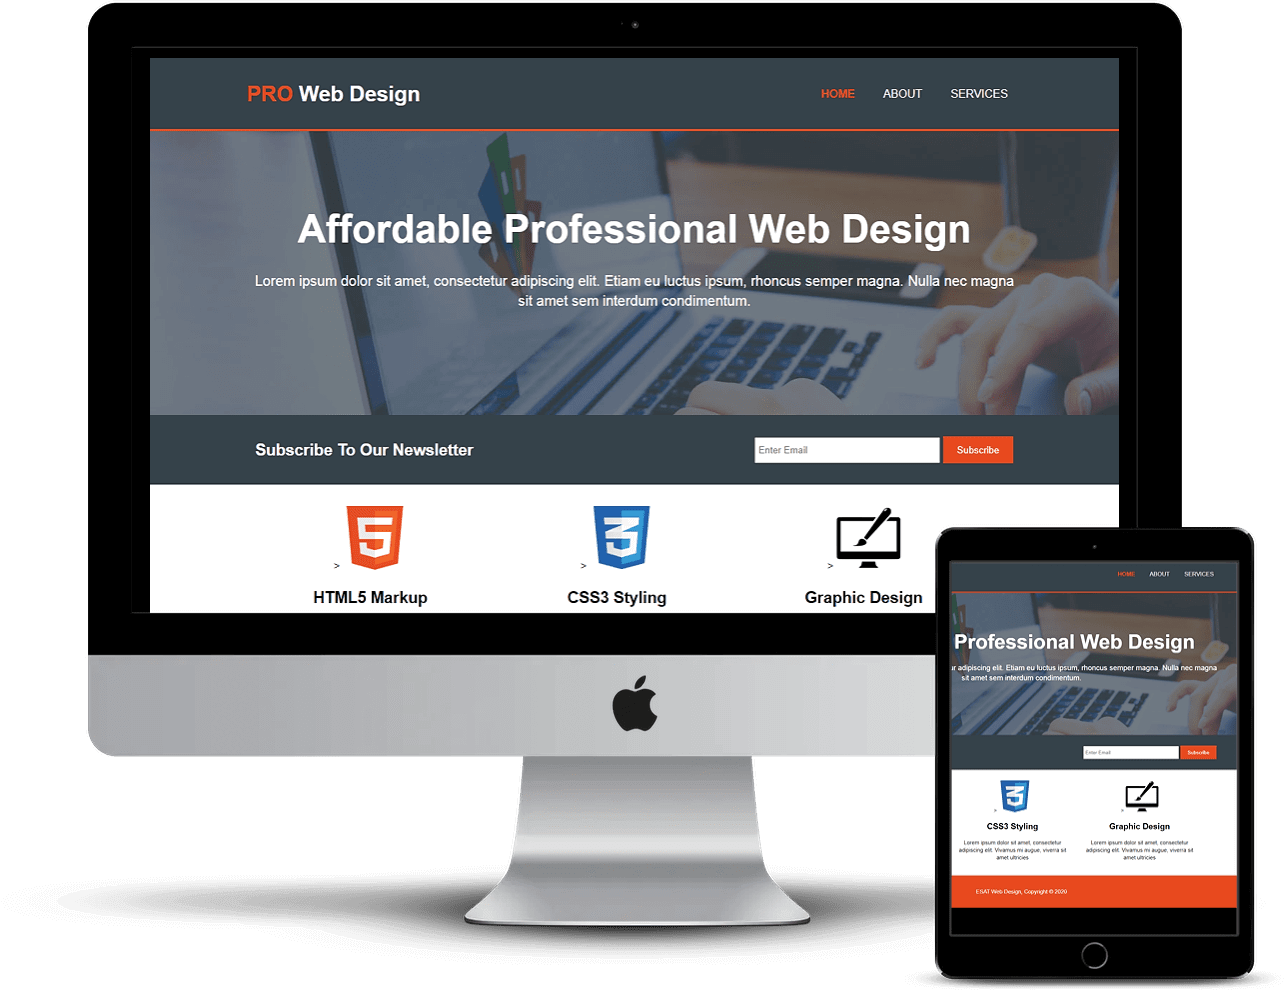 PRO Web Design
HOME ABOUT SERVICES
Affordable Professional Web Design
Lorem ipsum dolor sit amet, consectetur adipiscing elit. Etiam eu luctus ipsum, rhoncus semper magna. Nulla nec magna
sit amet sem interdum condimentum.
Subscribe To Our Newsletter
Enter Email
Subscribe
5
3
>
>
>
HTML5 Markup
CSS3 Styling
Graphic Design
HOME ABOUT SERVICES
Professional Web Design
adipiscing elit. Etiam eu luctus ipsum, rhoncus semper magna. Nulla nec magna
sit amet sem interdum condimentum.
Enter Email
Subscribe
3
>
>
CSS3 Styling
Lorem ipsum dolor sit amet, consectetur
adipiscing elit. Vivamus mi augue, viverra sit
amet ultricies
Graphic Design
Lorem ipsum dolor sit amet, consectetur
adipiscing elit. Vivamus mi augue, viverra sit
amet ultricies
ESAT Web Design, Copyright © 2020